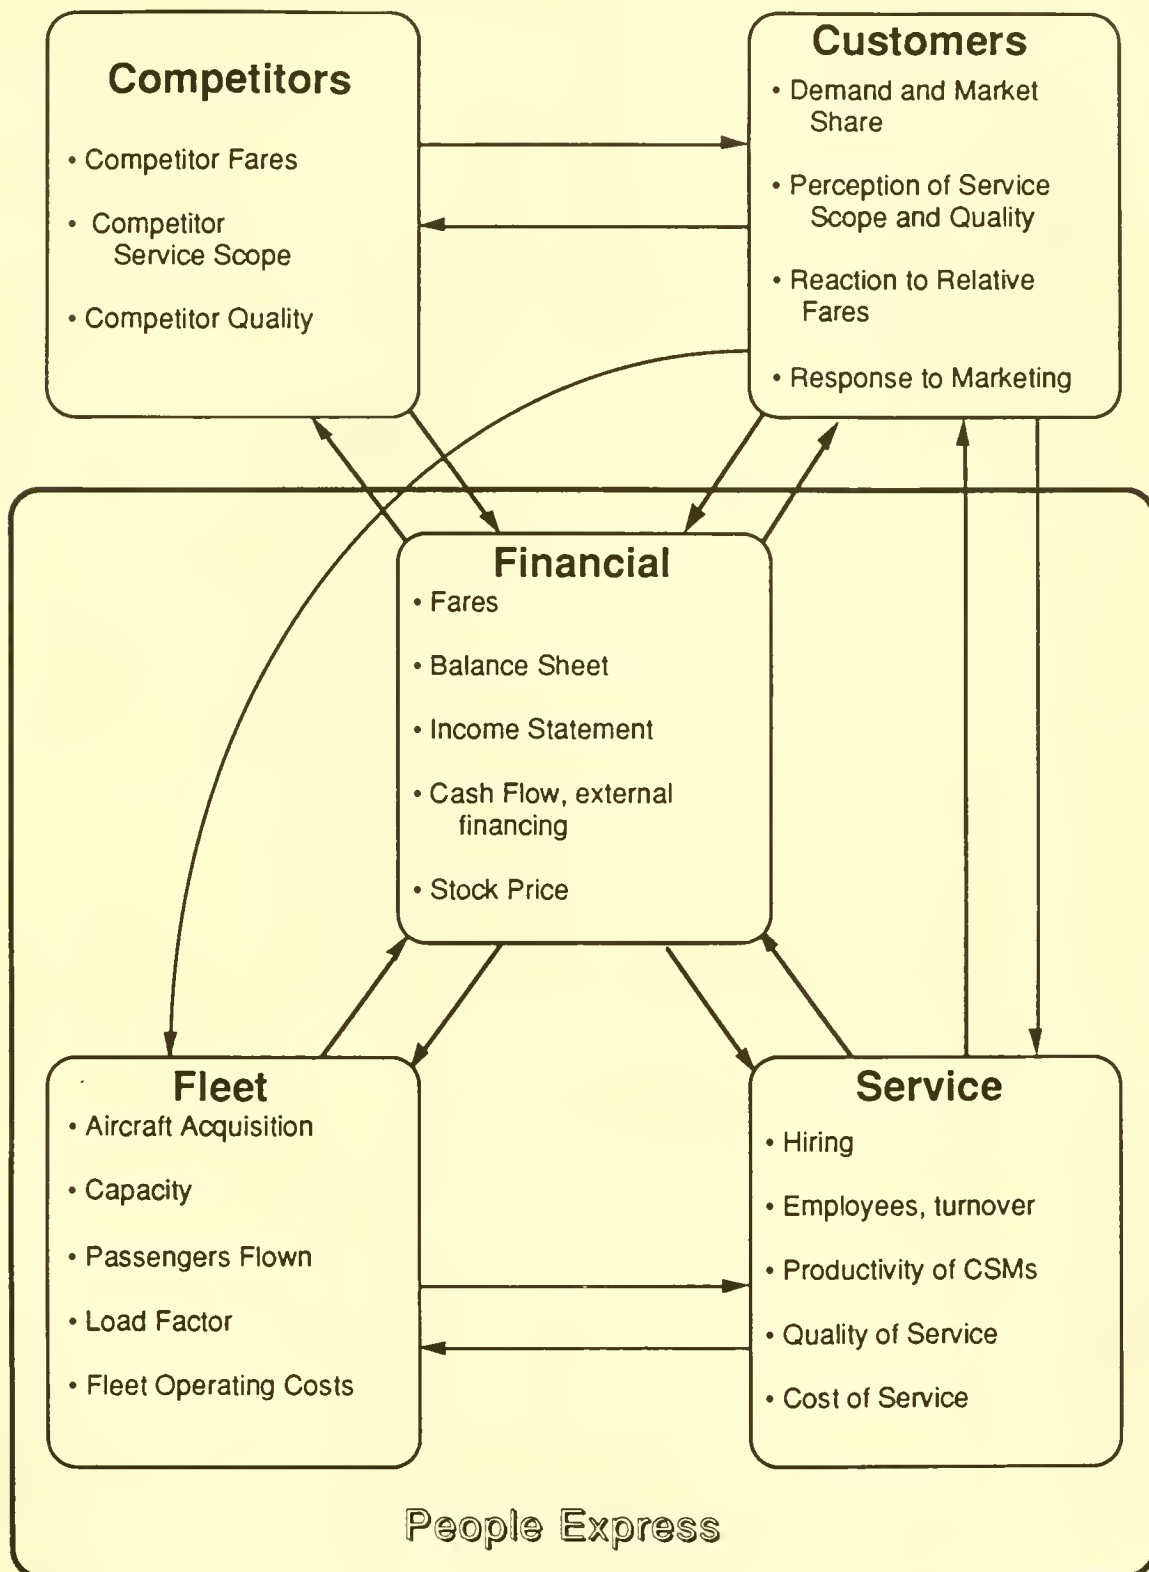 Competitors
• Competitor Fares
• Competitor
Service Scope
• Competitor Quality
Customers
• Demand and Market
Share
• Perception of Service
Scope and Quality
• Reaction to Relative
Fares
• Response to Marketing
Financial
• Fares
• Balance Sheet
• Income Statement
• Cash Flow, external
financing
• Stock Price
Fleet
• Aircraft Acquisition
• Capacity
• Passengers Flown
• Load Factor
• Fleet Operating Costs
Service
• Hiring
• Employees, turnover
• Productivity of CSMs
• Quality of Service
• Cost of Service
People Express